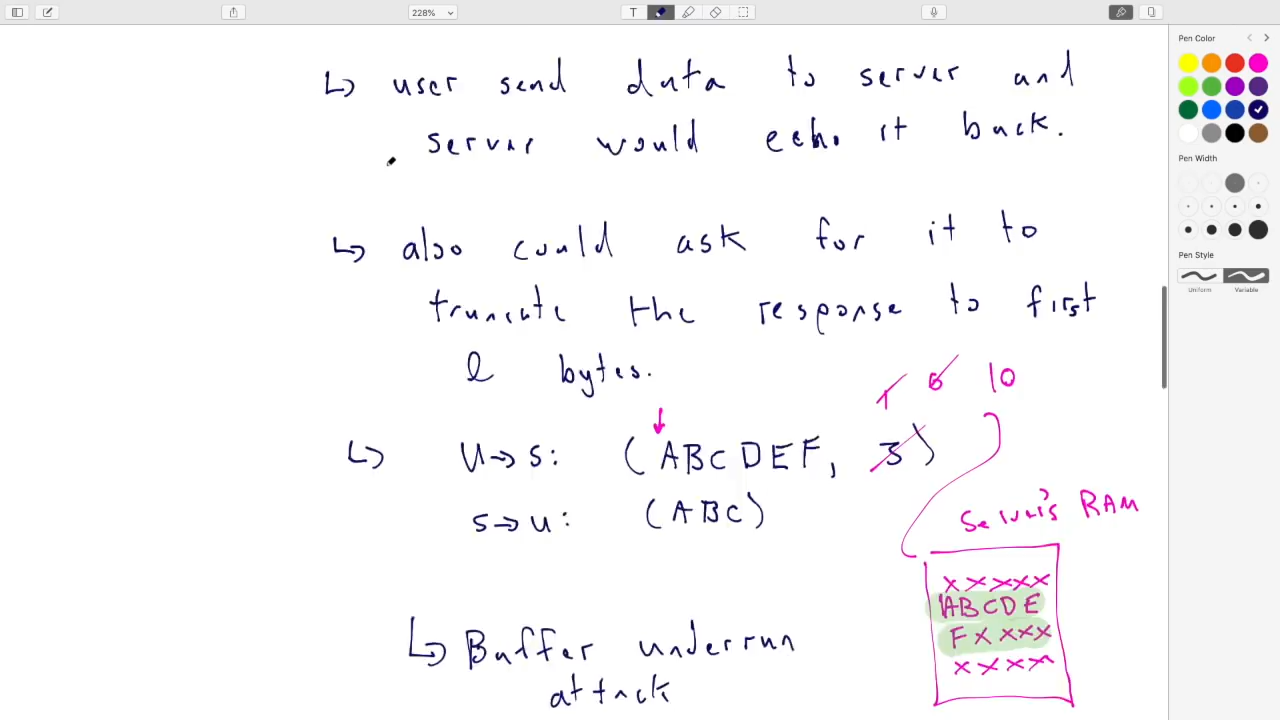 228%
T
Pen Color
↳ user send data to server and
server would echo it back.
Pen Width
↳ also could ask for it to
truncate the response to first
l bytes.
Pen Style
Uniform Variable
1 6 10
↳ U→S: (ABCDEF, 3)
S→U: (ABC)
Server's RAM
XXXXX
ABCDE
FXXXX
XXXX
↳ Buffer underrun
attack